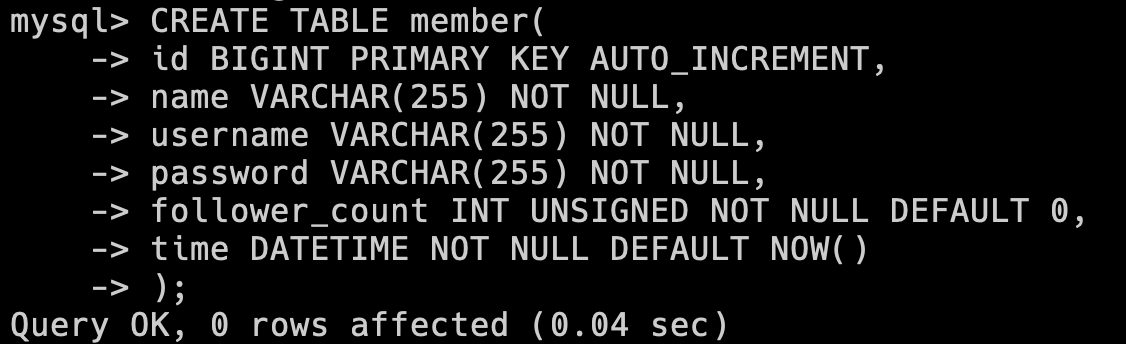 mysql> CREATE TABLE member(
    -> id BIGINT PRIMARY KEY AUTO_INCREMENT,
    -> name VARCHAR(255) NOT NULL,
    -> username VARCHAR(255) NOT NULL,
    -> password VARCHAR(255) NOT NULL,
    -> follower_count INT UNSIGNED NOT NULL DEFAULT 0,
    -> time DATETIME NOT NULL DEFAULT NOW()
    -> );
Query OK, 0 rows affected (0.04 sec)